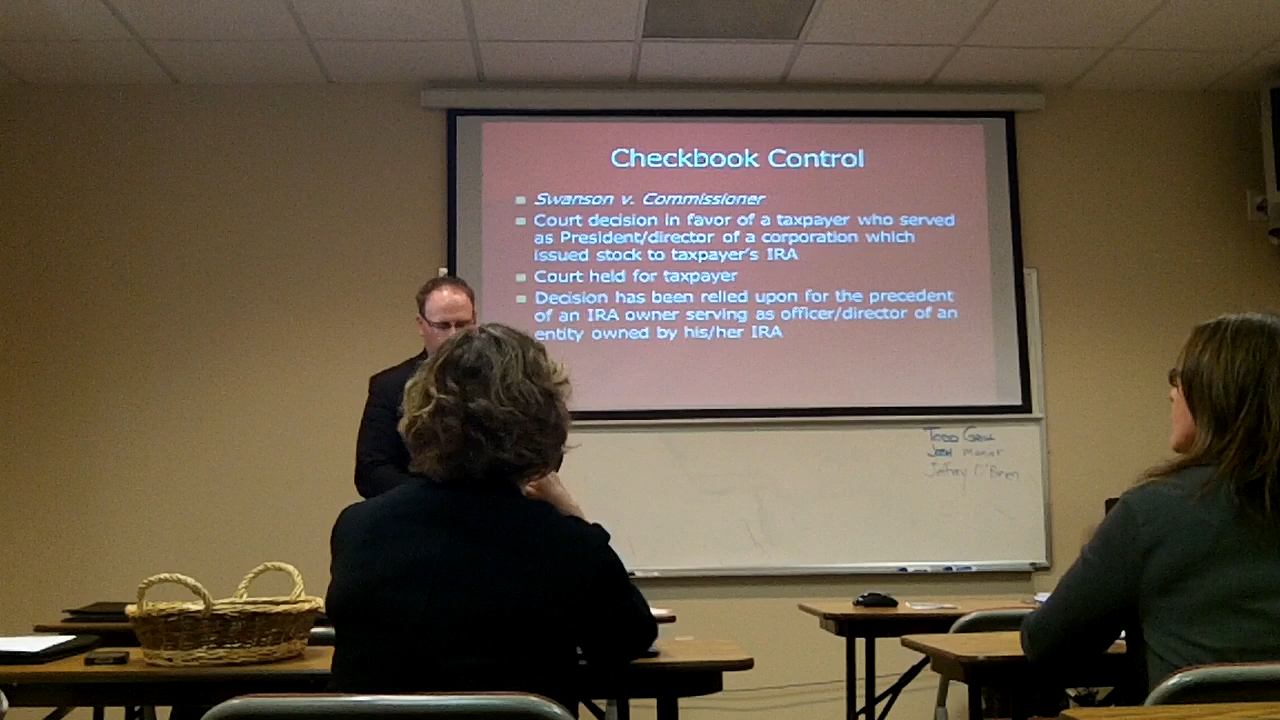 Checkbook Control
Swanson v. Commissioner
Court decision in favor of a taxpayer who served
as President/director of a corporation which
issued stock to taxpayer's IRA
Court held for taxpayer
Decision has been relied upon for the precedent
of an IRA owner serving as officer/director of an
entity owned by his/her IRA
Todd
Josh
Jeffrey O'Brien